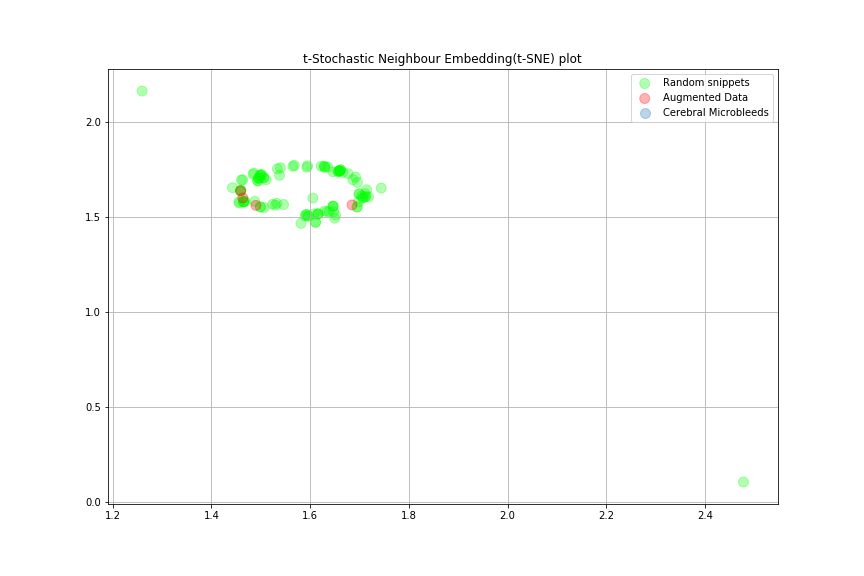 t-Stochastic Neighbour Embedding(t-SNE) plot
Random snippets
Augmented Data
Cerebral Microbleeds
2.0
1.5
1.0
0.5
0.0
1.2 1.4 1.6 1.8 2.0 2.2 2.4